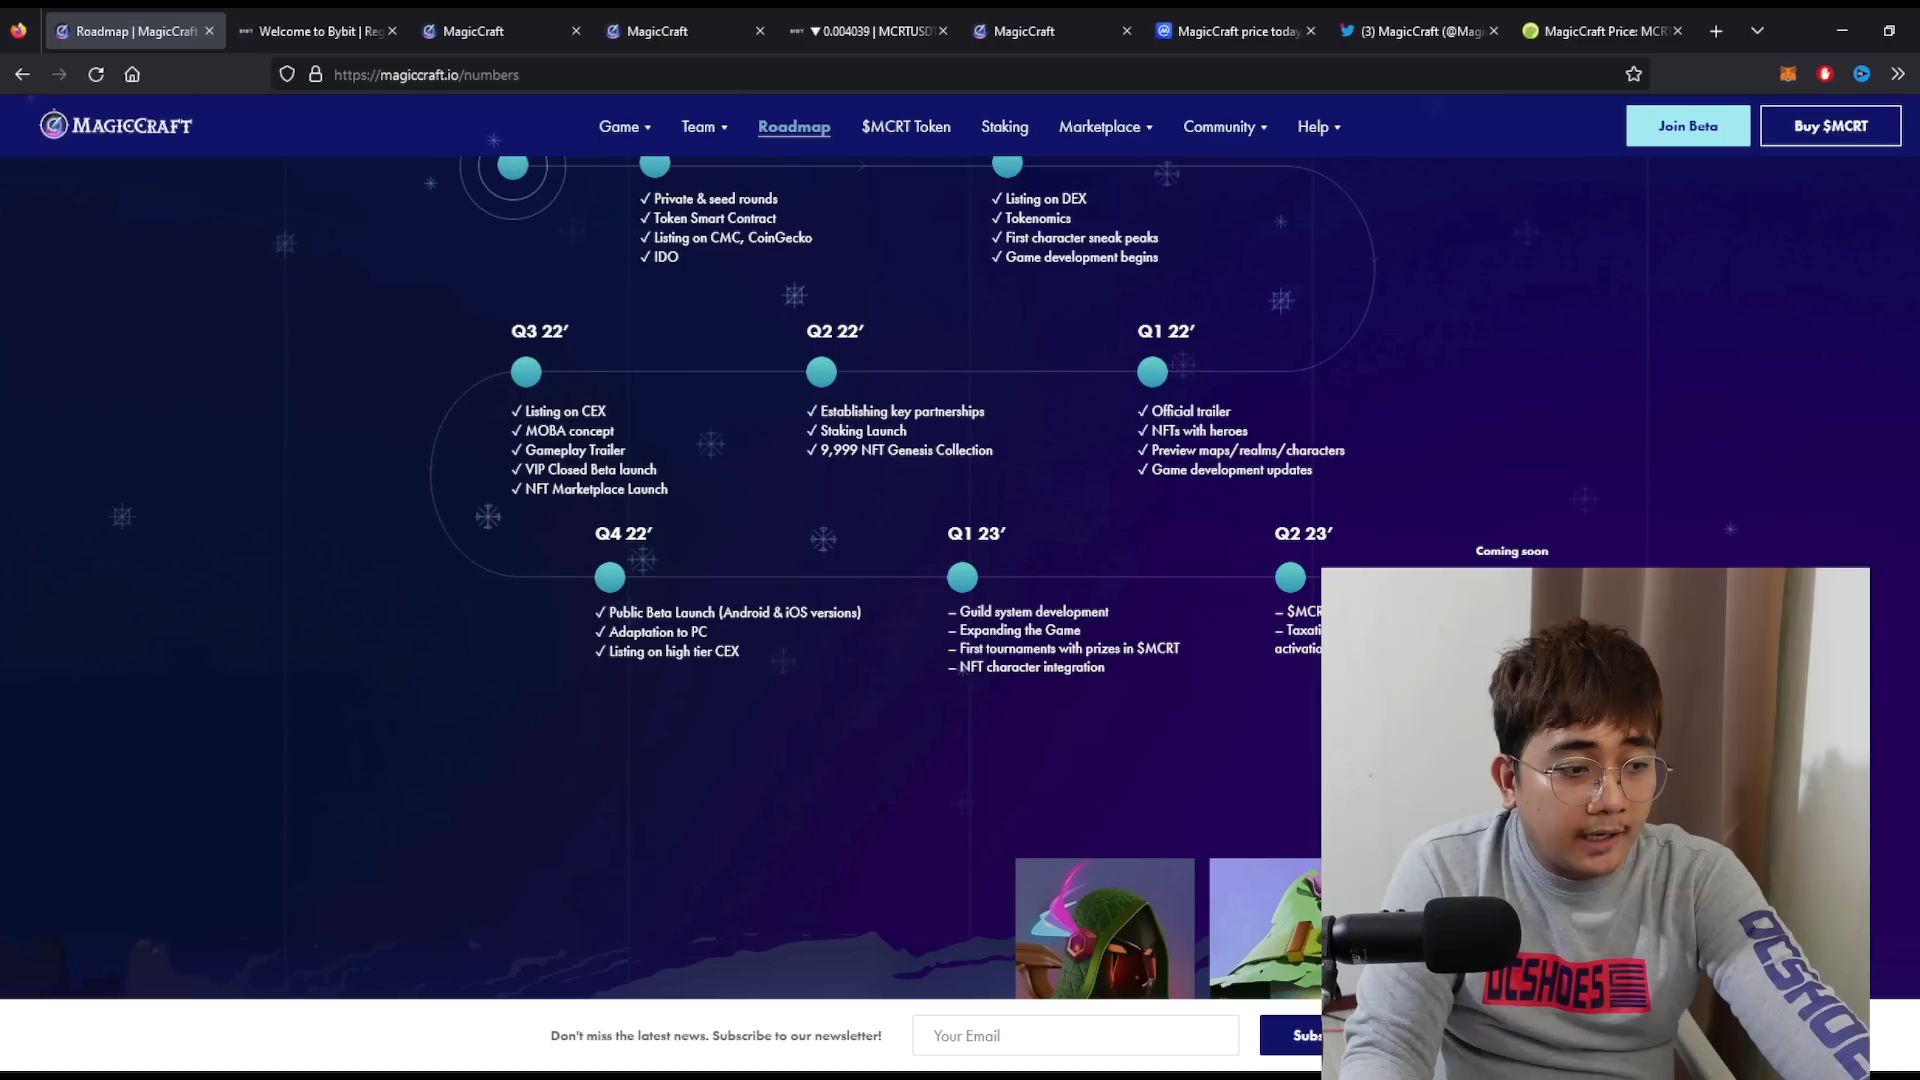 Roadmap | MagicCraft
Welcome to Bybit | Reg
MagicCraft
MagicCraft
▼ 0.004039 | MCRTUSDT
MagicCraft
MagicCraft price today,
(3) MagicCraft (@Magi
MagicCraft Price: MCR
https://magiccraft.io/numbers
MAGICCRAFT
Game
Team
Roadmap
$MCRT Token
Staking
Marketplace
Community
Help
Join Beta
Buy $MCRT
✓ Private & seed rounds
✓ Token Smart Contract
✓ Listing on CMC, CoinGecko
✓ IDO
✓ Listing on DEX
✓ Tokenomics
✓ First character sneak peaks
✓ Game development begins
Q3 22’
✓ Listing on CEX
✓ MOBA concept
✓ Gameplay Trailer
✓ VIP Closed Beta launch
✓ NFT Marketplace Launch
Q2 22’
✓ Establishing key partnerships
✓ Staking Launch
✓ 9,999 NFT Genesis Collection
Q1 22’
✓ Official trailer
✓ NFTs with heroes
✓ Preview maps/realms/characters
✓ Game development updates
Q4 22’
✓ Public Beta Launch (Android & iOS versions)
✓ Adaptation to PC
✓ Listing on high tier CEX
Q1 23’
– Guild system development
– Expanding the Game
– First tournaments with prizes in $MCRT
– NFT character integration
Q2 23’
– $MCR
– Taxati
activatio
Coming soon
DCSHOES
DCSHOE
Don’t miss the latest news. Subscribe to our newsletter!
Your Email
Subs